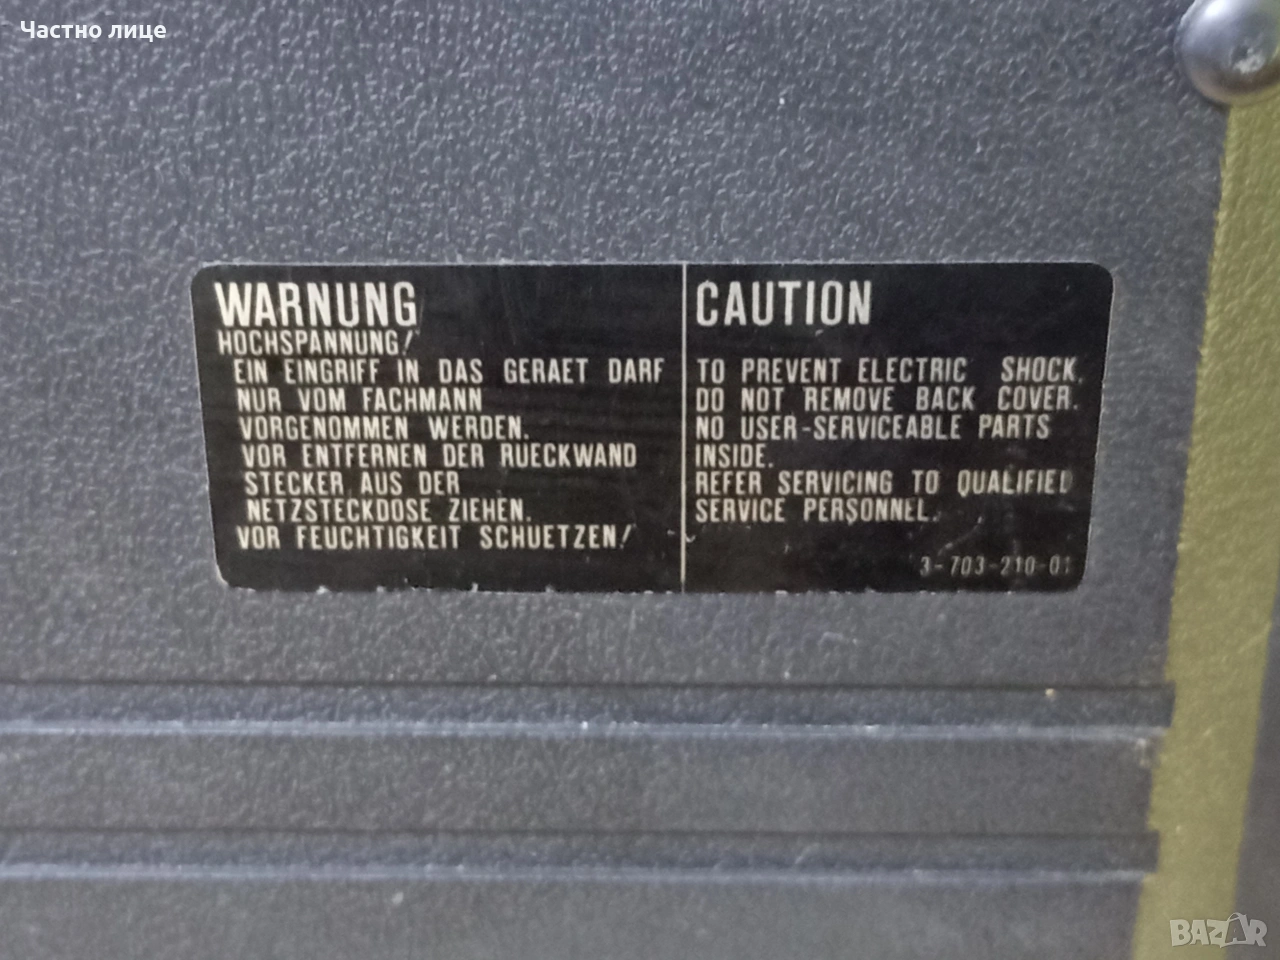 Частно лице
WARNUNG
HOCHSPANNUNG!
EIN EINGRIFF IN DAS GERAET DARF
NUR VOM FACHMANN
VORGENOMMEN WERDEN.
VOR ENTFERNEN DER RUECKWAND
STECKER AUS DER
NETZSTECKDOSE ZIEHEN.
VOR FEUCHTIGKEIT SCHUETZEN!
CAUTION
TO PREVENT ELECTRIC SHOCK.
DO NOT REMOVE BACK COVER.
NO USER-SERVICEABLE PARTS
INSIDE.
REFER SERVICING TO QUALIFIED
SERVICE PERSONNEL.
3-703-210-01
BAZAR